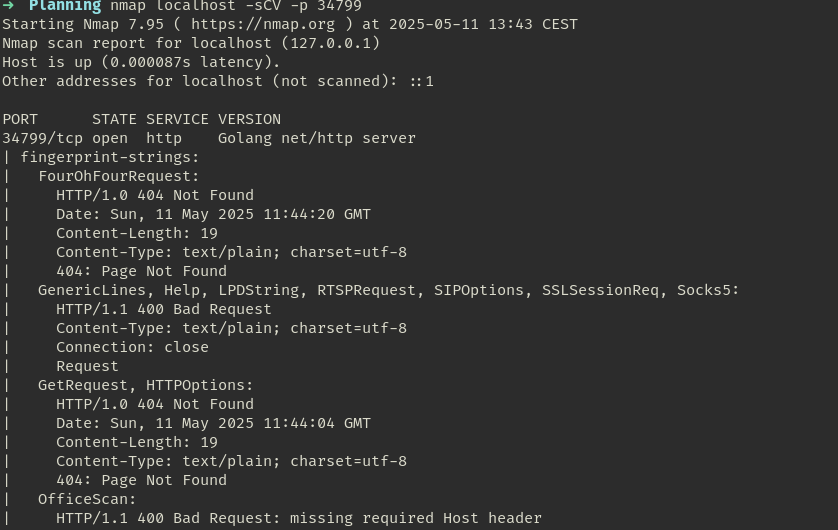 → Planning nmap localhost -sCV -p 34799
Starting Nmap 7.95 ( https://nmap.org ) at 2025-05-11 13:43 CEST
Nmap scan report for localhost (127.0.0.1)
Host is up (0.000087s latency).
Other addresses for localhost (not scanned): ::1

PORT      STATE SERVICE VERSION
34799/tcp open  http    Golang net/http server
| fingerprint-strings:
|   FourOhFourRequest:
|     HTTP/1.0 404 Not Found
|     Date: Sun, 11 May 2025 11:44:20 GMT
|     Content-Length: 19
|     Content-Type: text/plain; charset=utf-8
|     404: Page Not Found
|   GenericLines, Help, LPDString, RTSPRequest, SIPOptions, SSLSessionReq, Socks5:
|     HTTP/1.1 400 Bad Request
|     Content-Type: text/plain; charset=utf-8
|     Connection: close
|     Request
|   GetRequest, HTTPOptions:
|     HTTP/1.0 404 Not Found
|     Date: Sun, 11 May 2025 11:44:04 GMT
|     Content-Length: 19
|     Content-Type: text/plain; charset=utf-8
|     404: Page Not Found
|   OfficeScan:
|     HTTP/1.1 400 Bad Request: missing required Host header